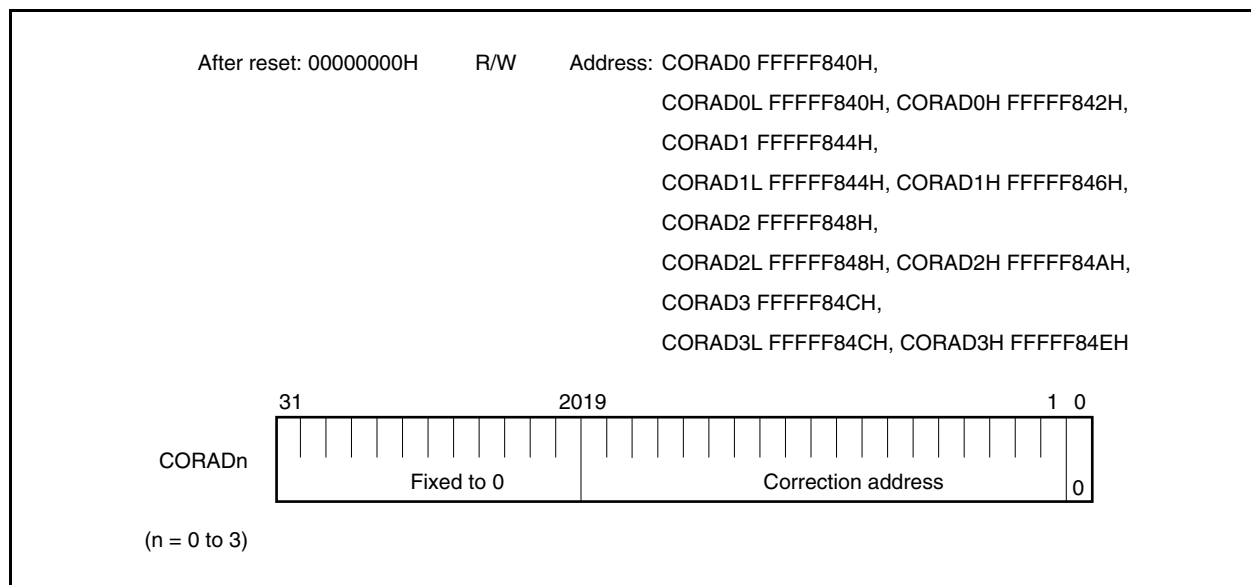 After reset: 00000000H R/W Address: CORAD0 FFFFF840H,
CORAD0L FFFFF840H, CORAD0H FFFFF842H,
CORAD1 FFFFF844H,
CORAD1L FFFFF844H, CORAD1H FFFFF846H,
CORAD2 FFFFF848H,
CORAD2L FFFFF848H, CORAD2H FFFFF84AH,
CORAD3 FFFFF84CH,
CORAD3L FFFFF84CH, CORAD3H FFFFF84EH
31 2019 1 0
CORADn
Fixed to 0 Correction address 0
(n = 0 to 3)